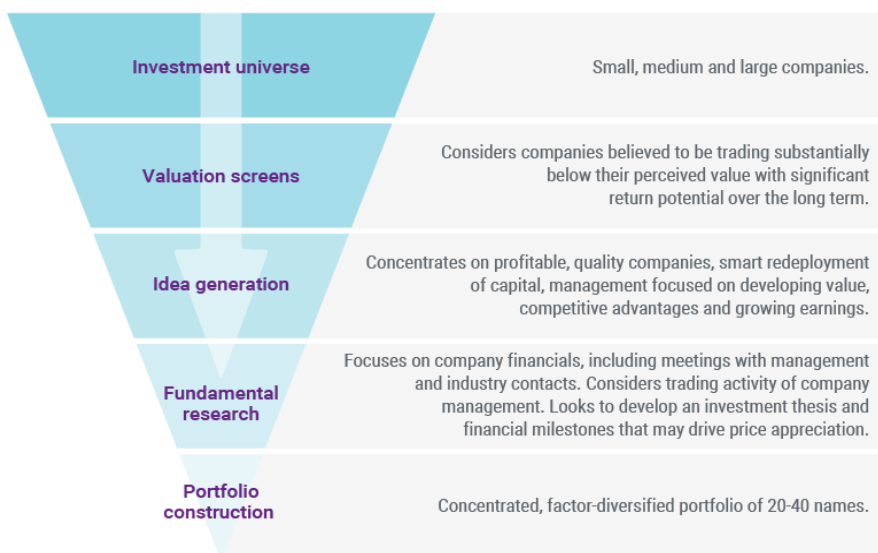 Investment universe
Small, medium and large companies.
Valuation screens
Considers companies believed to be trading substantially
below their perceived value with significant
return potential over the long term.
Idea generation
Concentrates on profitable, quality companies, smart redeployment
of capital, management focused on developing value,
competitive advantages and growing earnings.
Fundamental
research
Focuses on company financials, including meetings with management
and industry contacts. Considers trading activity of company
management. Looks to develop an investment thesis and
financial milestones that may drive price appreciation.
Portfolio
construction
Concentrated, factor-diversified portfolio of 20-40 names.